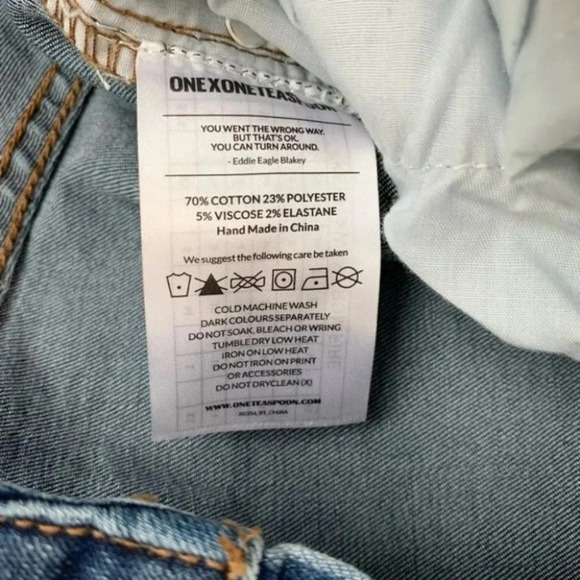 ONEXONETEASPOON
YOU WENT THE WRONG WAY.
BUT THAT'S OK.
YOU CAN TURN AROUND.
- Eddie Eagle Blakey
70% COTTON 23% POLYESTER
5% VISCOSE 2% ELASTANE
Hand Made in China
We suggest the following care be taken
COLD MACHINE WASH
DARK COLOURS SEPARATELY
DO NOT SOAK, BLEACH OR WRING
TUMBLE DRY LOW HEAT
IRON ON LOW HEAT
DO NOT IRON ON PRINT
OR ACCESSORIES
DO NOT DRYCLEAN (X)
WWW.ONETEASPOON.COM